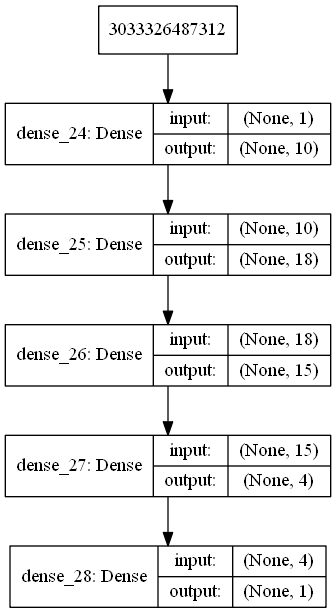 3033326487312
dense_24: Dense
input: (None, 1)
output: (None, 10)
dense_25: Dense
input: (None, 10)
output: (None, 18)
dense_26: Dense
input: (None, 18)
output: (None, 15)
dense_27: Dense
input: (None, 15)
output: (None, 4)
dense_28: Dense
input: (None, 4)
output: (None, 1)